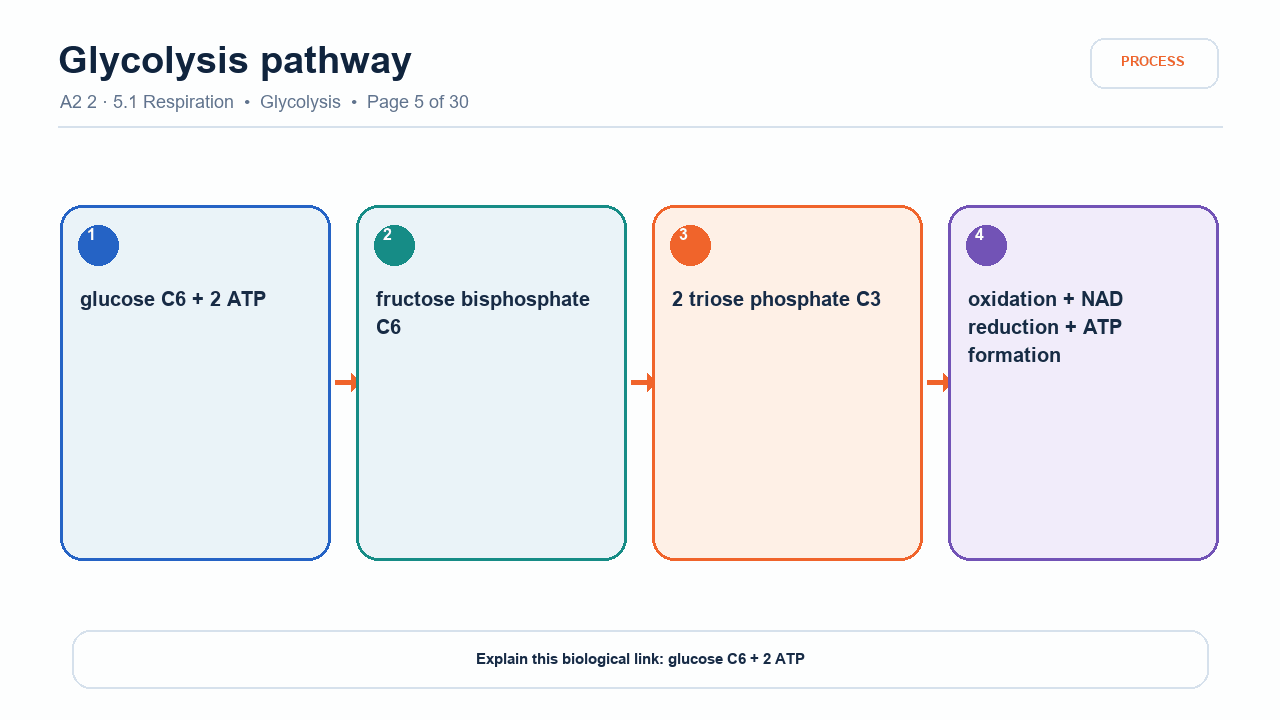 Glycolysis pathway
PROCESS
A2 2 · 5.1 Respiration • Glycolysis • Page 5 of 30
1
glucose C6 + 2 ATP
2
fructose bisphosphate
C6
3
2 triose phosphate C3
4
oxidation + NAD
reduction + ATP
formation
Explain this biological link: glucose C6 + 2 ATP